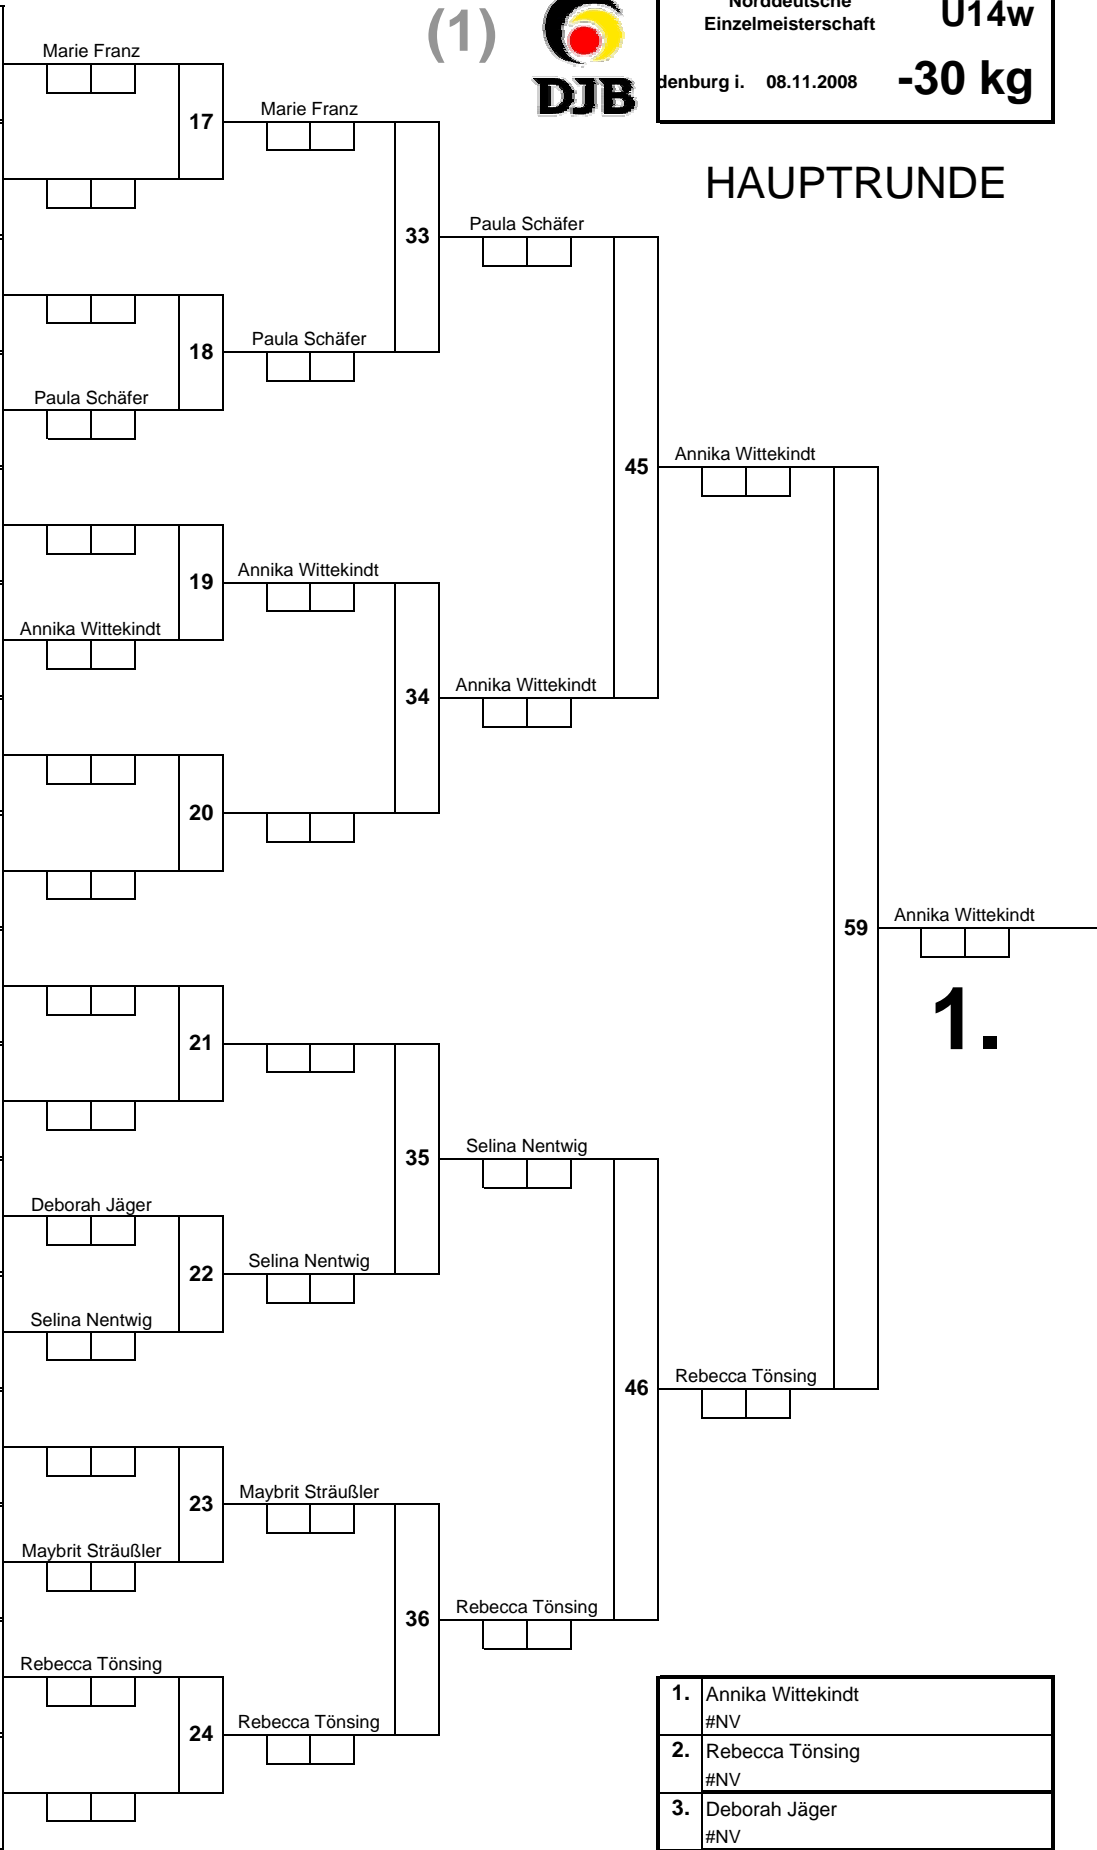 Norddeutsche
(1)
U14w
Einzelmeisterschaft
Marie Franz
denburg i. 08.11.2008 -30 kg
DJB
Marie Franz
17
HAUPTRUNDE
Paula Schäfer
33
Paula Schäfer
18
Paula Schäfer
Annika Wittekindt
45
Annika Wittekindt
19
Annika Wittekindt
Annika Wittekindt
34
20
Annika Wittekindt
59
1.
21
Selina Nentwig
35
Deborah Jäger
Selina Nentwig
22
Selina Nentwig
Rebecca Tönsing
46
Maybrit Sträußler
23
Maybrit Sträußler
Rebecca Tönsing
36
Rebecca Tönsing
1. Annika Wittekindt
#NV
Rebecca Tönsing
24
2. Rebecca Tönsing
#NV
3. Deborah Jäger
#NV